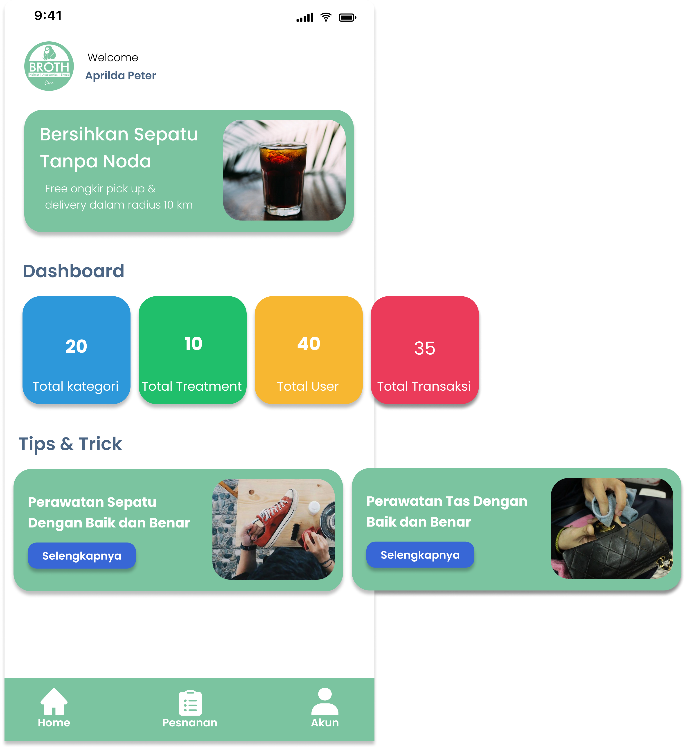 9:41
BROTH
Welcome
Aprilda Peter
Bersihkan Sepatu
Tanpa Noda
Free ongkir pick up &
delivery dalam radius 10 km
Dashboard
20
Total kategori
10
Total Treatment
40
Total User
35
Total Transaksi
Tips & Trick
Perawatan Sepatu
Dengan Baik dan Benar
Selengkapnya
Perawatan Tas Dengan
Baik dan Benar
Selengkapnya
Home
Pesnanan
Akun